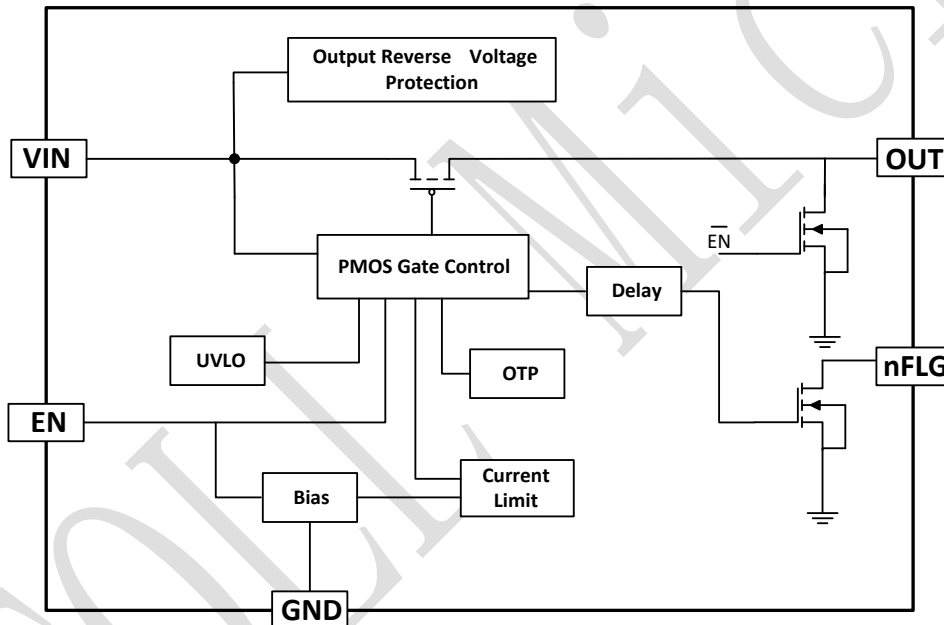 Output Reverse Voltage
Protection
VIN
OUT
EN
PMOS Gate Control
Delay
UVLO
OTP
nFLG
EN
Current
Limit
Bias
GND